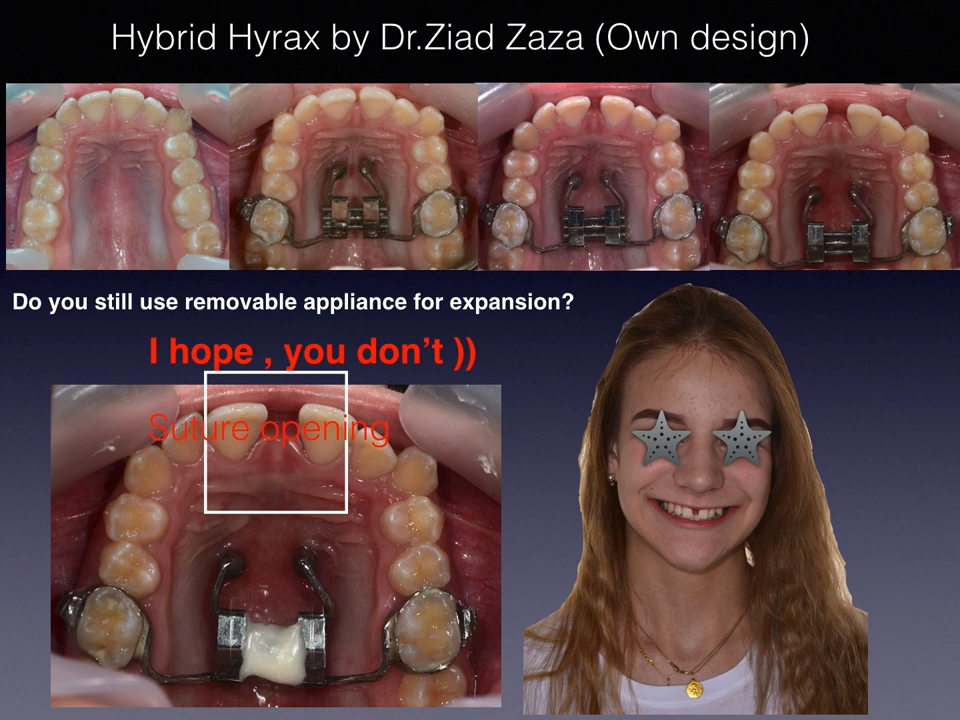 Hybrid Hyrax by Dr.Ziad Zaza (Own design)
Do you still use removable appliance for expansion?
I hope , you don’t ))
Suture opening